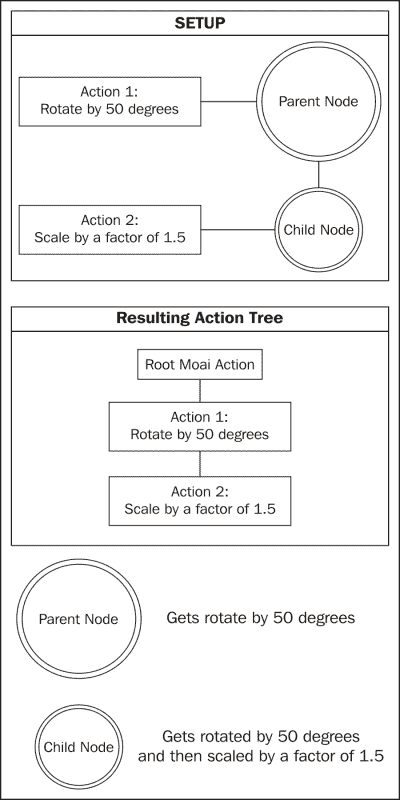 SETUP
Action 1:
Rotate by 50 degrees
Parent Node
Action 2:
Scale by a factor of 1.5
Child Node
Resulting Action Tree
Root Moai Action
Action 1:
Rotate by 50 degrees
Action 2:
Scale by a factor of 1.5
Parent Node
Gets rotate by 50 degrees
Child Node
Gets rotated by 50 degrees
and then scaled by a factor of 1.5